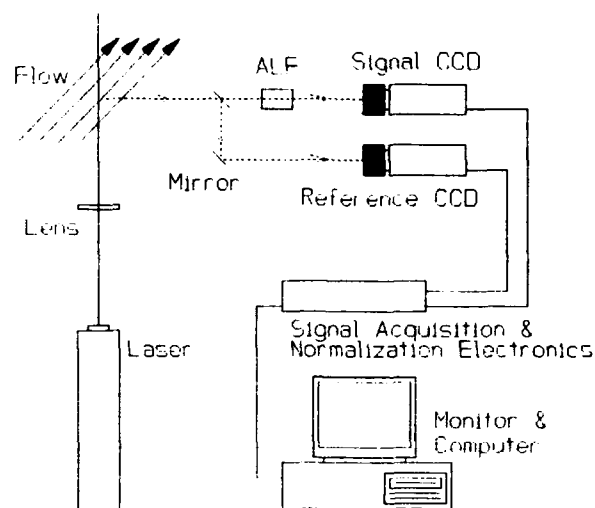 Flow
ALF
Signal CCD
Mirror
Reference CCD
Lens
Signal Acquisition &
Normalization Electronics
Laser
Monitor &
Computer